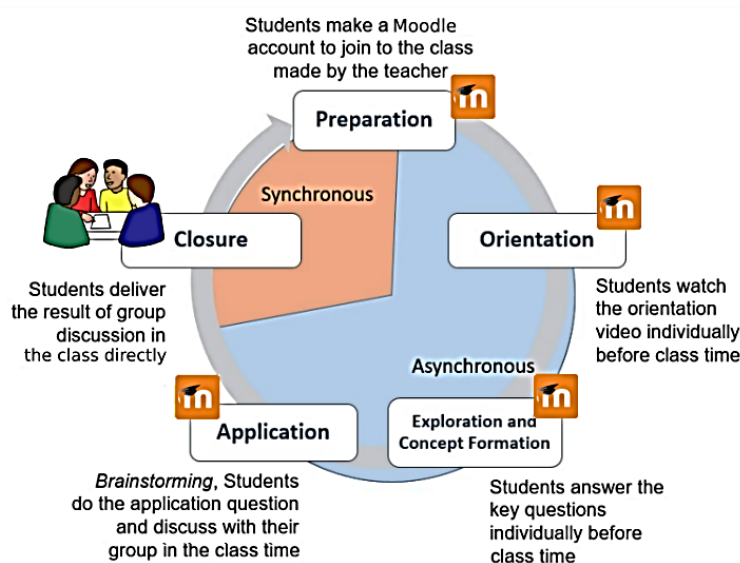 Students make a Moodle
account to join to the class
made by the teacher
m
Preparation
Synchronous
m
Closure
Orientation
Students deliver
the result of group
discussion in
the class directly
Students watch
the orientation
video individually
before class time
Asynchronous
m
m
Application
Exploration and
Concept Formation
Brainstorming, Students
do the application question
and discuss with their
group in the class time
Students answer the
key questions
individually before
class time